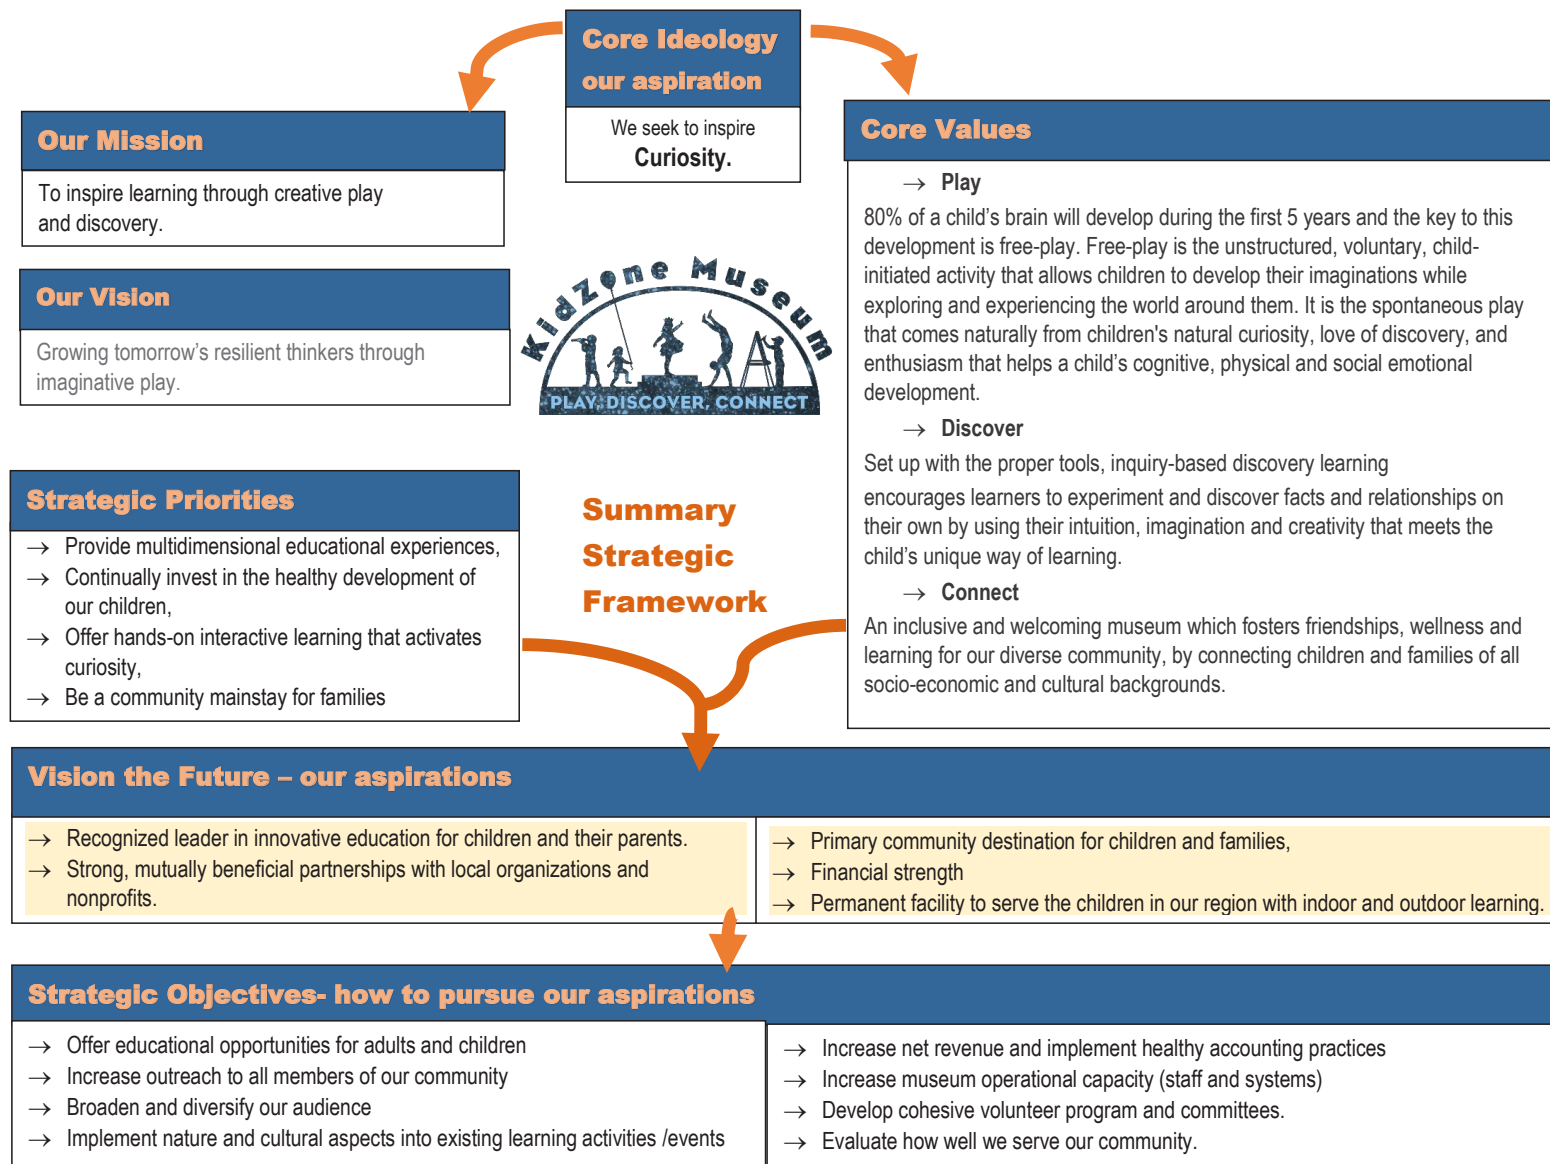 Core Ideology
our aspiration
We seek to inspire
Curiosity.
Our Mission
To inspire learning through creative play
and discovery.
Our Vision
Growing tomorrow’s resilient thinkers through
imaginative play.
KidZone Museum
PLAY, DISCOVER, CONNECT
Core Values
→ Play
80% of a child’s brain will develop during the first 5 years and the key to this
development is free-play. Free-play is the unstructured, voluntary, child-
initiated activity that allows children to develop their imaginations while
exploring and experiencing the world around them. It is the spontaneous play
that comes naturally from children's natural curiosity, love of discovery, and
enthusiasm that helps a child’s cognitive, physical and social emotional
development.
→ Discover
Set up with the proper tools, inquiry-based discovery learning
encourages learners to experiment and discover facts and relationships on
their own by using their intuition, imagination and creativity that meets the
child’s unique way of learning.
→ Connect
An inclusive and welcoming museum which fosters friendships, wellness and
learning for our diverse community, by connecting children and families of all
socio-economic and cultural backgrounds.
Strategic Priorities
→ Provide multidimensional educational experiences,
→ Continually invest in the healthy development of
our children,
→ Offer hands-on interactive learning that activates
curiosity,
→ Be a community mainstay for families
Summary
Strategic
Framework
Vision the Future – our aspirations
→ Recognized leader in innovative education for children and their parents.
→ Strong, mutually beneficial partnerships with local organizations and
nonprofits.
→ Primary community destination for children and families,
→ Financial strength
→ Permanent facility to serve the children in our region with indoor and outdoor learning.
Strategic Objectives- how to pursue our aspirations
→ Offer educational opportunities for adults and children
→ Increase outreach to all members of our community
→ Broaden and diversify our audience
→ Implement nature and cultural aspects into existing learning activities /events
→ Increase net revenue and implement healthy accounting practices
→ Increase museum operational capacity (staff and systems)
→ Develop cohesive volunteer program and committees.
→ Evaluate how well we serve our community.